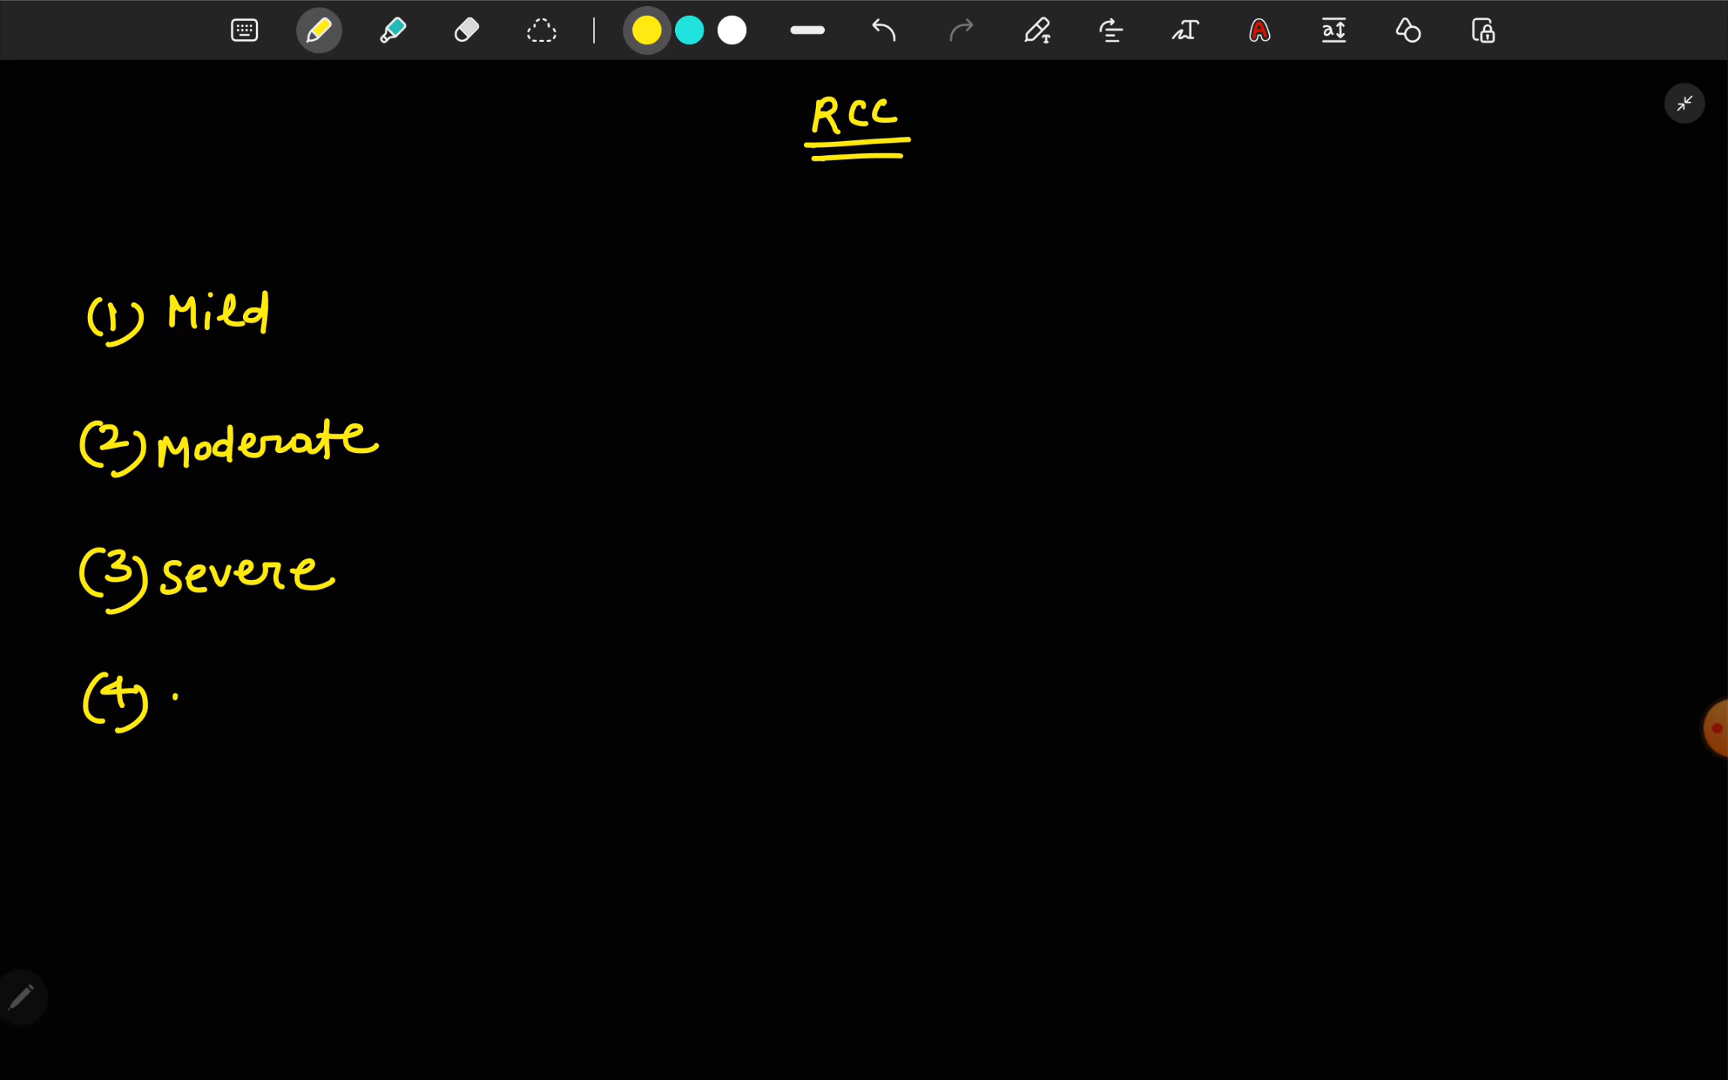 RCC
(1) Mild
(2) Moderate
(3) Severe
(4)